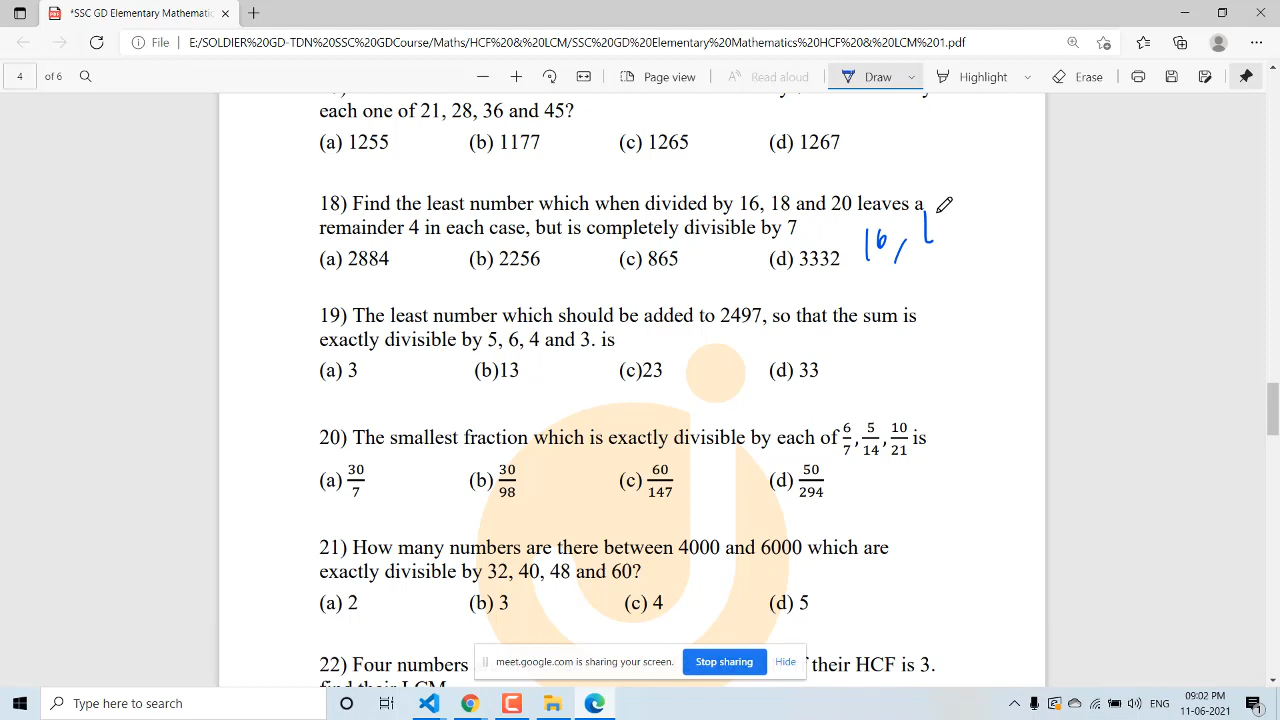 *SSC GD Elementary Mathematic
File E:/SOLDIER%20GD-TDN%20SSC%20GDCourse/Maths/HCF%20&%20LCM/SSC%20GD%20Elementary%20Mathematics%20HCF%20&%20LCM%201.pdf
4 of 6 Page view Read aloud Draw Highlight Erase
each one of 21, 28, 36 and 45?
(a) 1255 (b) 1177 (c) 1265 (d) 1267
18) Find the least number which when divided by 16, 18 and 20 leaves a
remainder 4 in each case, but is completely divisible by 7
16,
(a) 2884 (b) 2256 (c) 865 (d) 3332
19) The least number which should be added to 2497, so that the sum is
exactly divisible by 5, 6, 4 and 3. is
(a) 3 (b)13 (c)23 (d) 33
20) The smallest fraction which is exactly divisible by each of 6/7, 5/14, 10/21 is
(a) 30/7 (b) 30/98 (c) 60/147 (d) 50/294
21) How many numbers are there between 4000 and 6000 which are
exactly divisible by 32, 40, 48 and 60?
(a) 2 (b) 3 (c) 4 (d) 5
22) Four numbers their HCF is 3.
meet.google.com is sharing your screen. Stop sharing Hide
Type here to search
ENG 09:02 PM
11-06-2021